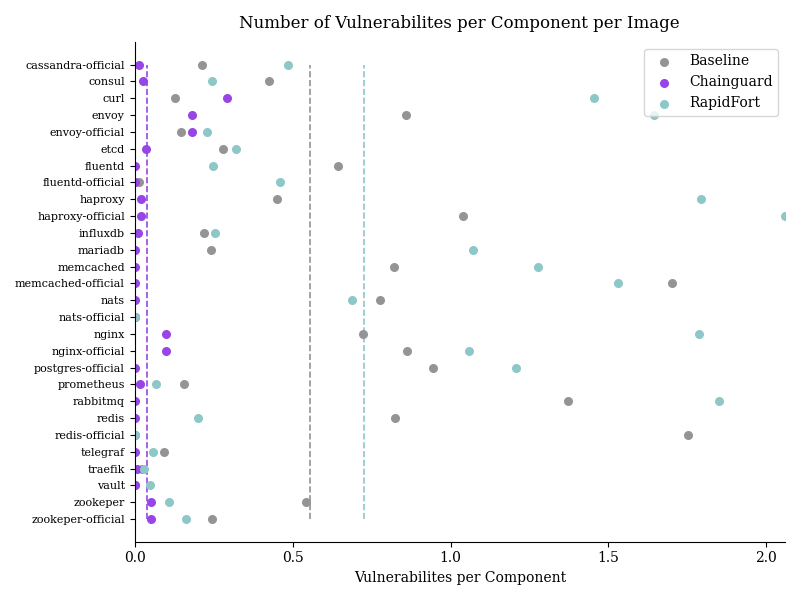 Number of Vulnerabilites per Component per Image
Baseline
Chainguard
RapidFort
cassandra-official
consul
curl
envoy
envoy-official
etcd
fluentd
fluentd-official
haproxy
haproxy-official
influxdb
mariadb
memcached
memcached-official
nats
nats-official
nginx
nginx-official
postgres-official
prometheus
rabbitmq
redis
redis-official
telegraf
traefik
vault
zookeper
zookeper-official
0.0 0.5 1.0 1.5 2.0
Vulnerabilites per Component